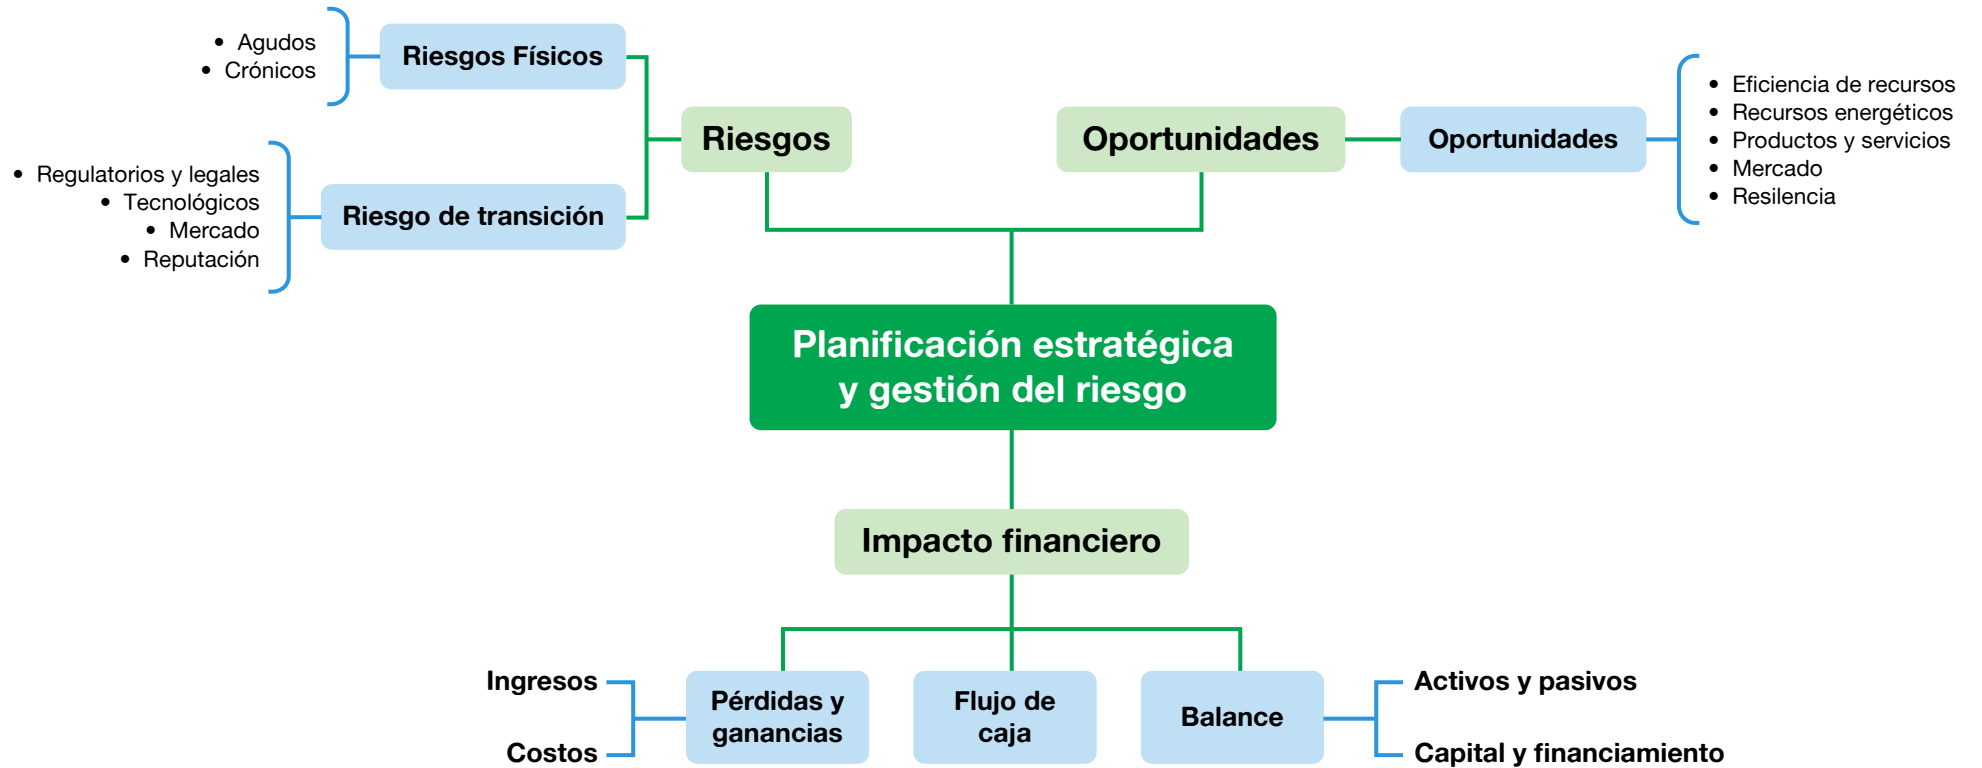 • Agudos
• Crónicos
Riesgos Físicos
• Regulatorios y legales
• Tecnológicos
• Mercado
• Reputación
Riesgo de transición
Riesgos
Oportunidades
Oportunidades
• Eficiencia de recursos
• Recursos energéticos
• Productos y servicios
• Mercado
• Resilencia
Planificación estratégica
y gestión del riesgo
Impacto financiero
Ingresos
Costos
Pérdidas y
ganancias
Flujo de
caja
Balance
Activos y pasivos
Capital y financiamiento